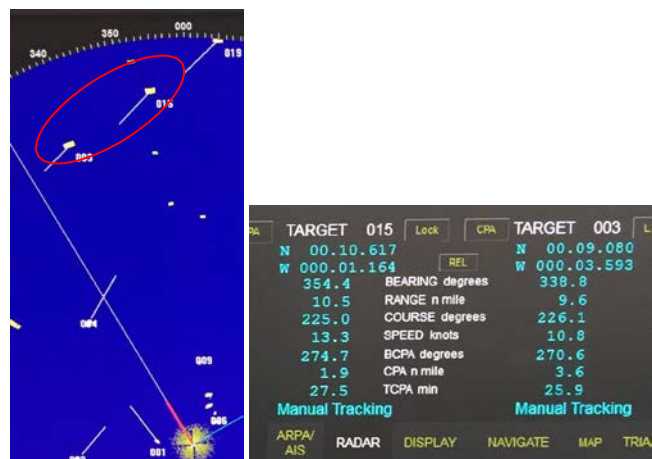 340
350
000
019
015
003
004
009
006
001
PA TARGET 015 Lock CPA TARGET 003 L
N 00.10.617 N 00.09.080
W 000.01.164 REL W 000.03.593
354.4 BEARING degrees 338.8
10.5 RANGE n mile 9.6
225.0 COURSE degrees 226.1
13.3 SPEED knots 10.8
274.7 BCPA degrees 270.6
1.9 CPA n mile 3.6
27.5 TCPA min 25.9
Manual Tracking Manual Tracking
ARPA/
AIS RADAR DISPLAY NAVIGATE MAP TRIA